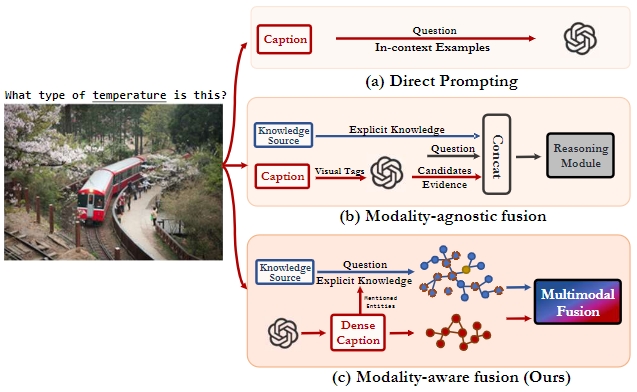 What type of temperature is this?
Caption
Question
In-context Examples
(a) Direct Prompting
Knowledge
Source
Explicit Knowledge
Question
Caption
Visual Tags
Candidates
Evidence
Concat
Reasoning
Module
(b) Modality-agnostic fusion
Knowledge
Source
Question
Explicit Knowledge
Mentioned
Entities
Dense
Caption
Multimodal
Fusion
(c) Modality-aware fusion (Ours)